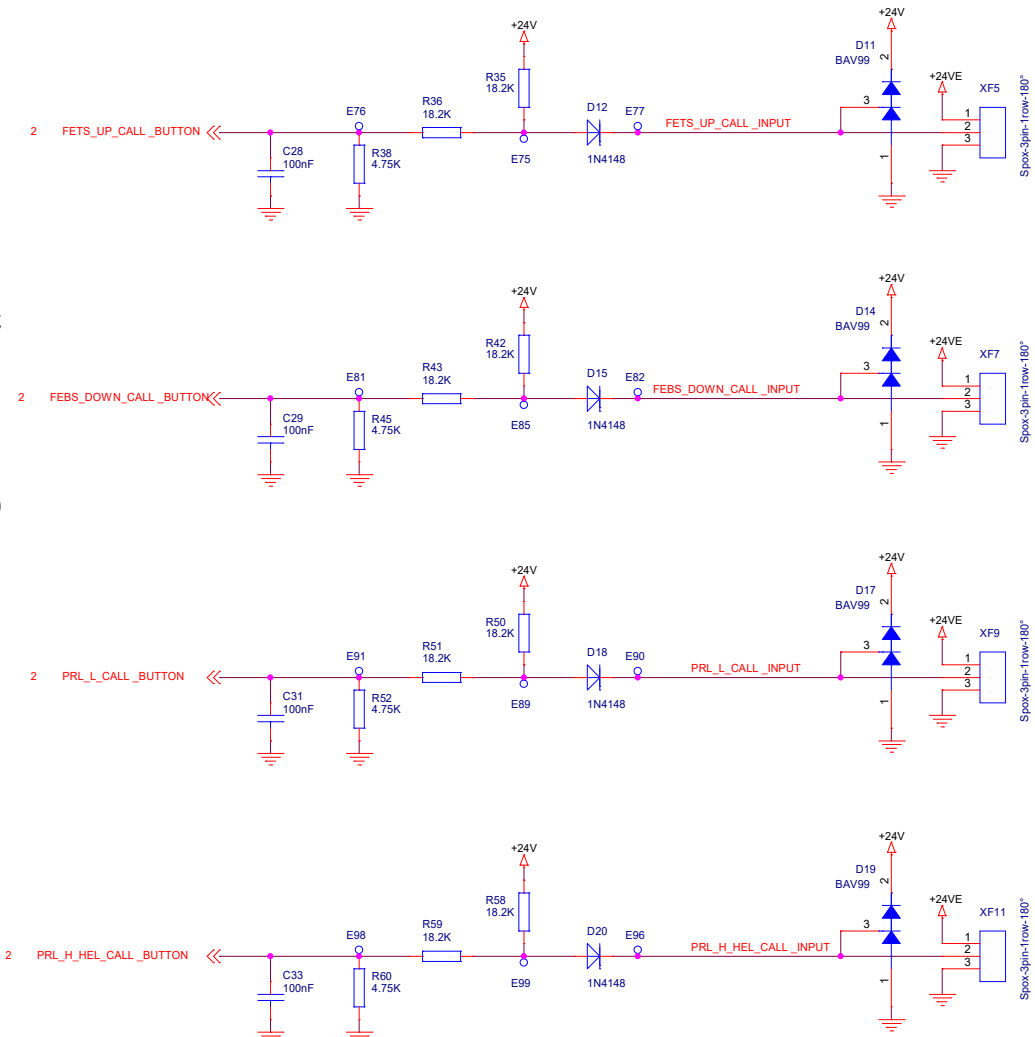 +24V
+24V
D11
BAV99
2
+24VE
XF5
R35
18.2K
R36
18.2K
E76
D12
E77
3
1
2
3
2
FETS_UP_CALL _BUTTON
FETS_UP_CALL _INPUT
C28
100nF
R38
4.75K
E75
1N4148
1
Spox-3pin-1row-180°
+24V
+24V
D14
BAV99
2
+24VE
XF7
R42
18.2K
R43
18.2K
E81
D15
E82
3
1
2
3
2
FEBS_DOWN_CALL _BUTTON
FEBS_DOWN_CALL _INPUT
C29
100nF
R45
4.75K
E85
1N4148
1
Spox-3pin-1row-180°
+24V
+24V
D17
BAV99
2
+24VE
XF9
R50
18.2K
R51
18.2K
E91
D18
E90
3
1
2
3
2
PRL_L_CALL _BUTTON
PRL_L_CALL _INPUT
C31
100nF
R52
4.75K
E89
1N4148
1
Spox-3pin-1row-180°
+24V
+24V
D19
BAV99
2
+24VE
XF11
R58
18.2K
R59
18.2K
E98
D20
E96
3
1
2
3
2
PRL_H_HEL_CALL _BUTTON
PRL_H_HEL_CALL _INPUT
C33
100nF
R60
4.75K
E99
1N4148
1
Spox-3pin-1row-180°